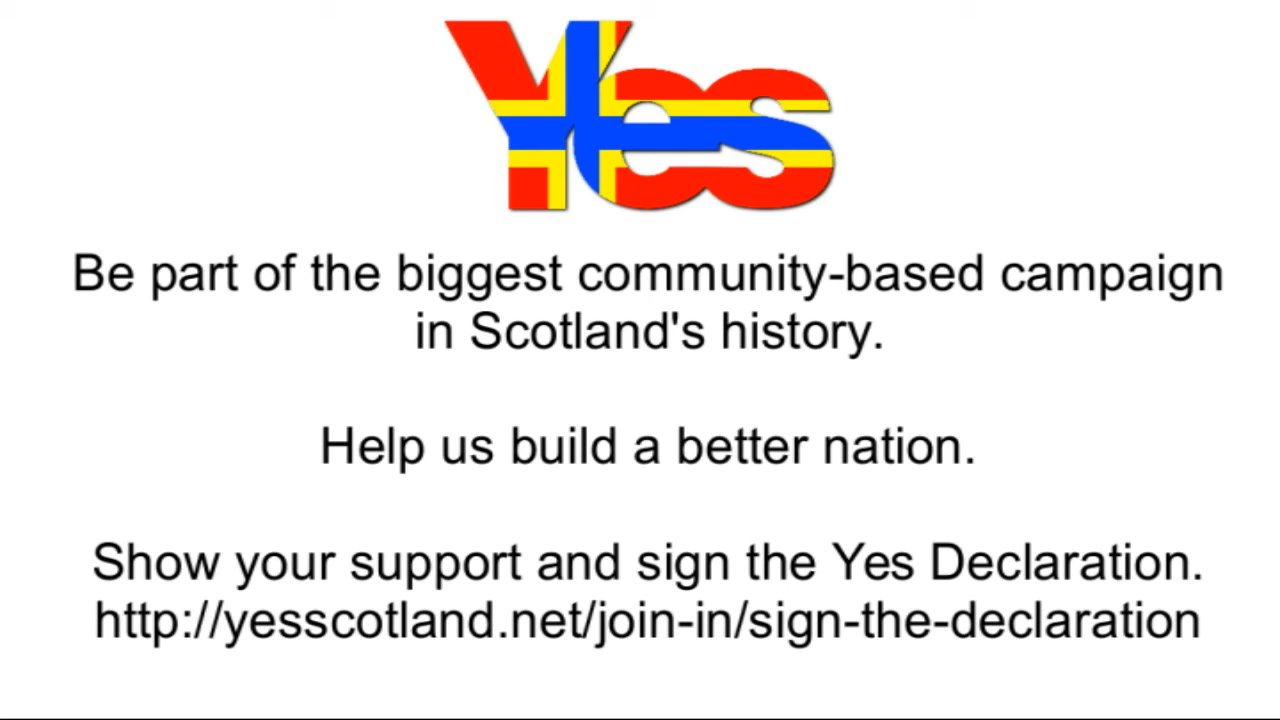 Yes
Be part of the biggest community-based campaign
in Scotland's history.
Help us build a better nation.
Show your support and sign the Yes Declaration.
http://yesscotland.net/join-in/sign-the-declaration